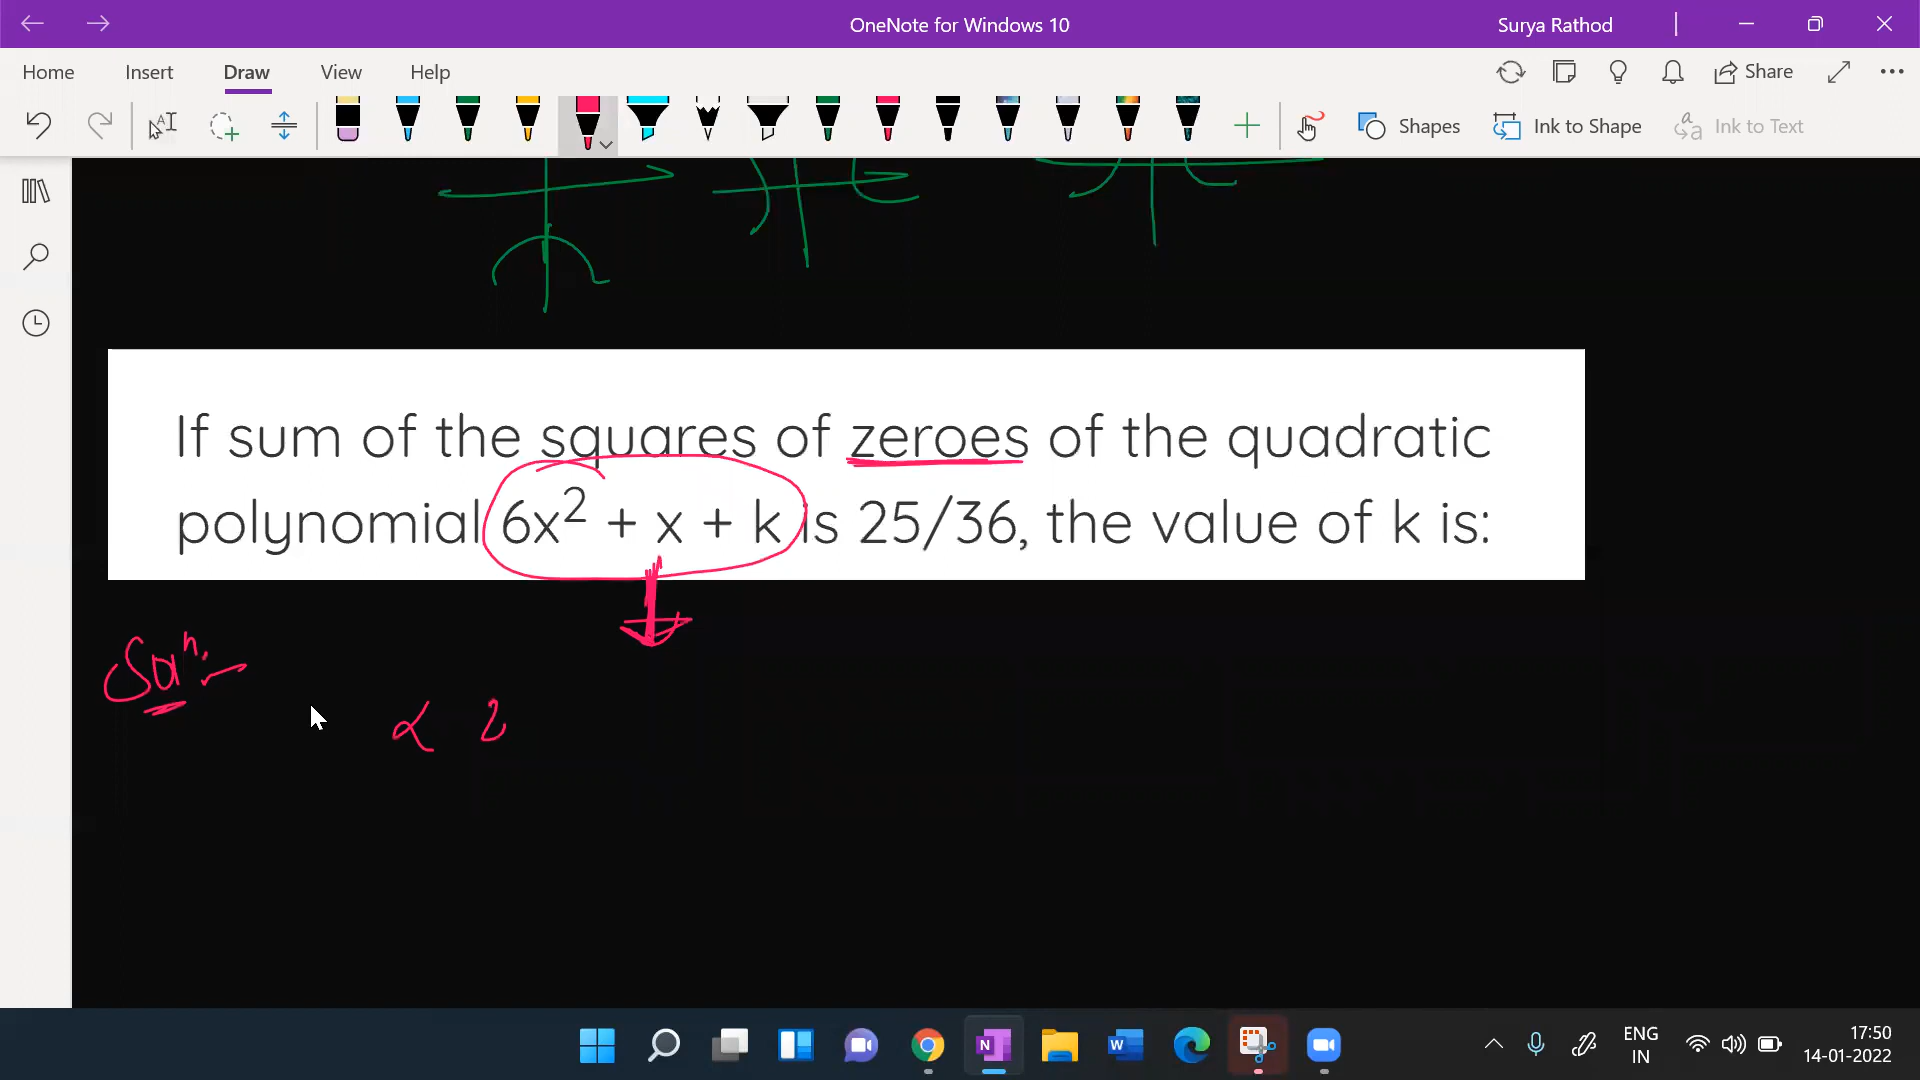 OneNote for Windows 10
Surya Rathod
Home Insert Draw View Help
Share
Shapes
Ink to Shape
Ink to Text
If sum of the squares of zeroes of the quadratic
polynomial 6x² + x + k is 25/36, the value of k is:
Solⁿ:-
α 2
ENG
IN
17:50
14-01-2022